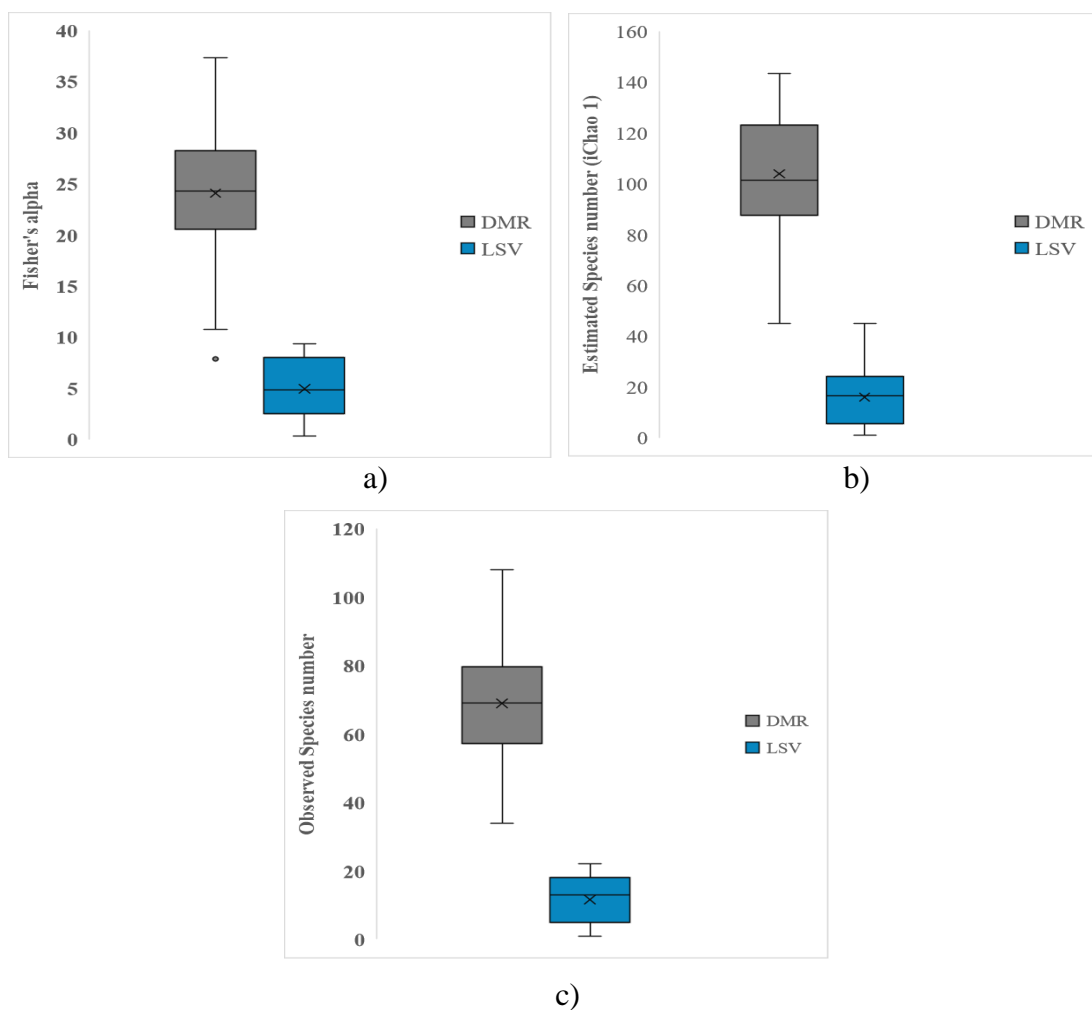 40
35
30
25
20
15
10
5
0
Fisher's alpha
DMR
LSV
a)
160
140
120
100
80
60
40
20
0
Estimated Species number (iChao 1)
DMR
LSV
b)
120
100
80
60
40
20
0
Observed Species number
DMR
LSV
c)